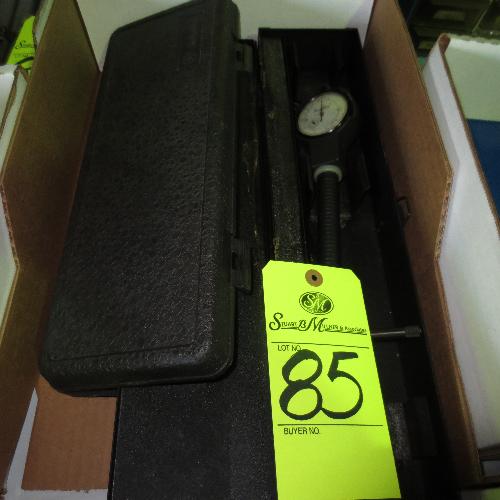 SM
STUART B MILLNER & ASSOCIATES
LOT NO.
85
BUYER NO.